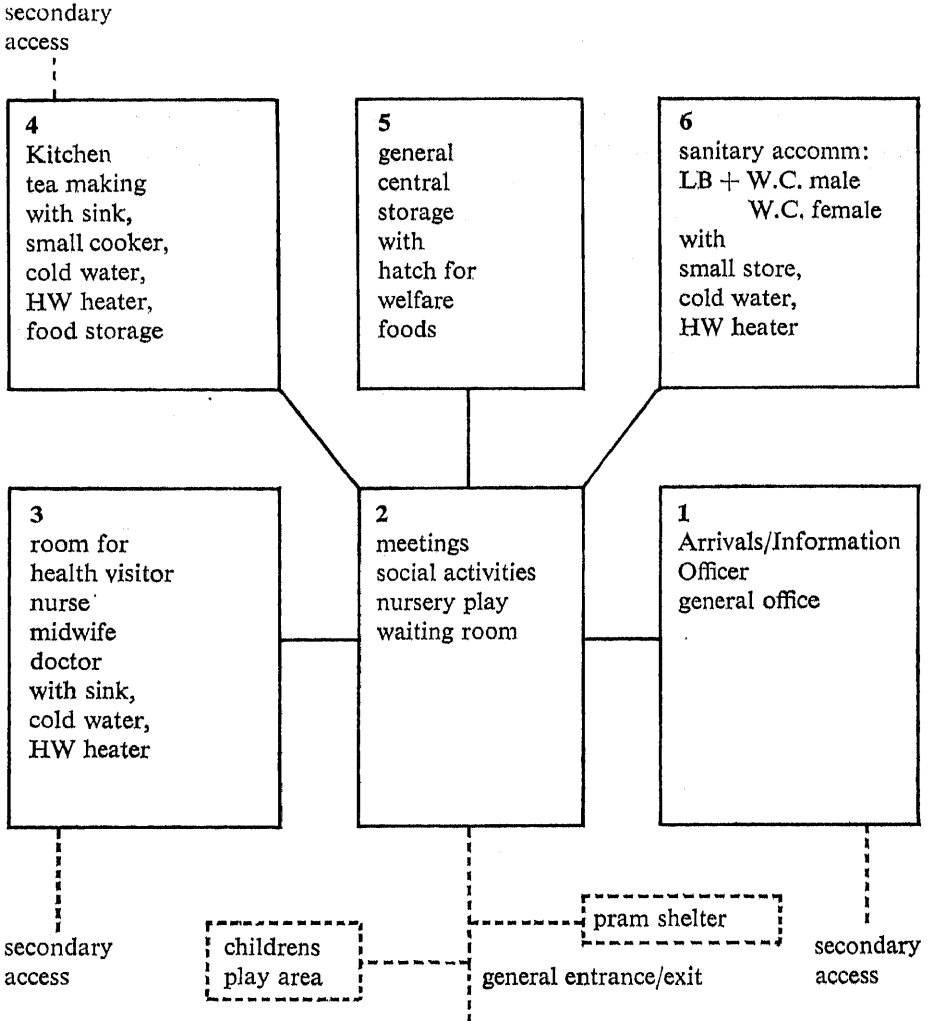 secondary
access
4
Kitchen
tea making
with sink,
small cooker,
cold water,
HW heater,
food storage
5
general
central
storage
with
hatch for
welfare
foods
6
sanitary accomm:
LB + W.C. male
W.C. female
with
small store,
cold water,
HW heater
3
room for
health visitor
nurse
midwife
doctor
with sink,
cold water,
HW heater
2
meetings
social activities
nursery play
waiting room
1
Arrivals/Information
Officer
general office
secondary
access
childrens
play area
pram shelter
general entrance/exit
secondary
access